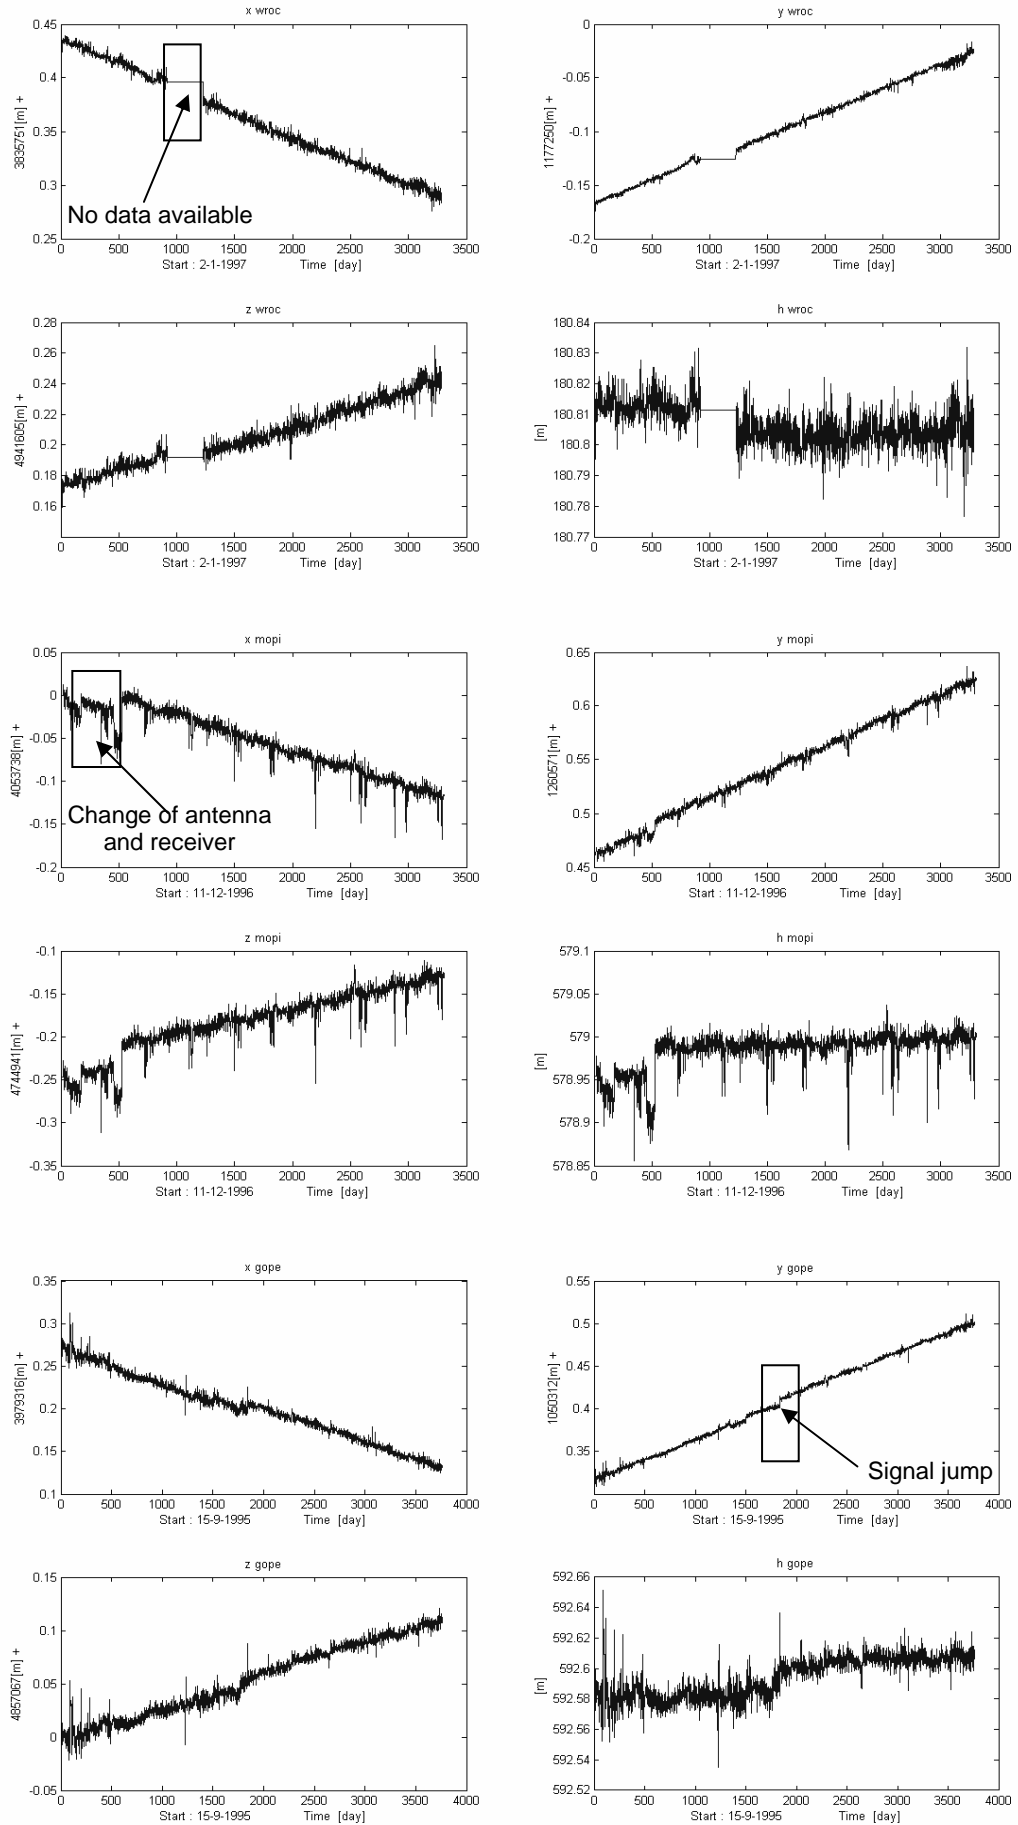 x wroc
0.45
0.4
0.35
0.3
0.25
3835751[m] +
No data available
0 500 1000 1500 2000 2500 3000 3500
Start : 2-1-1997 Time [day]
y wroc
0
-0.05
-0.1
-0.15
-0.2
1177250[m] +
0 500 1000 1500 2000 2500 3000 3500
Start : 2-1-1997 Time [day]
z wroc
0.28
0.26
0.24
0.22
0.2
0.18
0.16
4941605[m] +
0 500 1000 1500 2000 2500 3000 3500
Start : 2-1-1997 Time [day]
h wroc
180.84
180.83
180.82
180.81
180.8
180.79
180.78
180.77
[m]
0 500 1000 1500 2000 2500 3000 3500
Start : 2-1-1997 Time [day]
x mopi
0.05
0
-0.05
-0.1
-0.15
-0.2
4053738[m] +
Change of antenna
and receiver
0 500 1000 1500 2000 2500 3000 3500
Start : 11-12-1996 Time [day]
y mopi
0.65
0.6
0.55
0.5
0.45
1260571[m] +
0 500 1000 1500 2000 2500 3000 3500
Start : 11-12-1996 Time [day]
z mopi
-0.1
-0.15
-0.2
-0.25
-0.3
-0.35
4744941[m] +
0 500 1000 1500 2000 2500 3000 3500
Start : 11-12-1996 Time [day]
h mopi
579.1
579.05
579
578.95
578.9
578.85
[m]
0 500 1000 1500 2000 2500 3000 3500
Start : 11-12-1996 Time [day]
x gope
0.35
0.3
0.25
0.2
0.15
0.1
3979316[m] +
0 500 1000 1500 2000 2500 3000 3500 4000
Start : 15-9-1995 Time [day]
y gope
0.55
0.5
0.45
0.4
0.35
1050312[m] +
Signal jump
0 500 1000 1500 2000 2500 3000 3500 4000
Start : 15-9-1995 Time [day]
z gope
0.15
0.1
0.05
0
-0.05
4857067[m] +
0 500 1000 1500 2000 2500 3000 3500 4000
Start : 15-9-1995 Time [day]
h gope
592.66
592.64
592.62
592.6
592.58
592.56
592.54
592.52
[m]
0 500 1000 1500 2000 2500 3000 3500 4000
Start : 15-9-1995 Time [day]